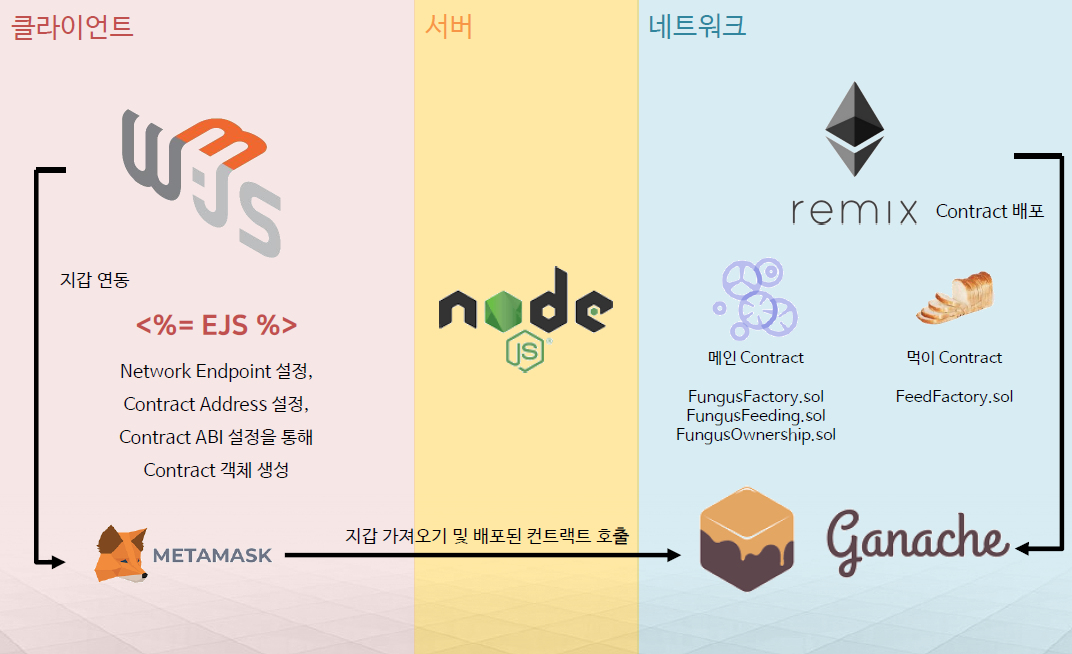 클라이언트
서버
네트워크
w3js
remix
Contract 배포
지갑 연동
<%= EJS %>
node
JS
메인 Contract
먹이 Contract
Network Endpoint 설정,
Contract Address 설정,
Contract ABI 설정을 통해
Contract 객체 생성
FungusFactory.sol
FungusFeeding.sol
FungusOwnership.sol
FeedFactory.sol
METAMASK
지갑 가져오기 및 배포된 컨트랙트 호출
Ganache